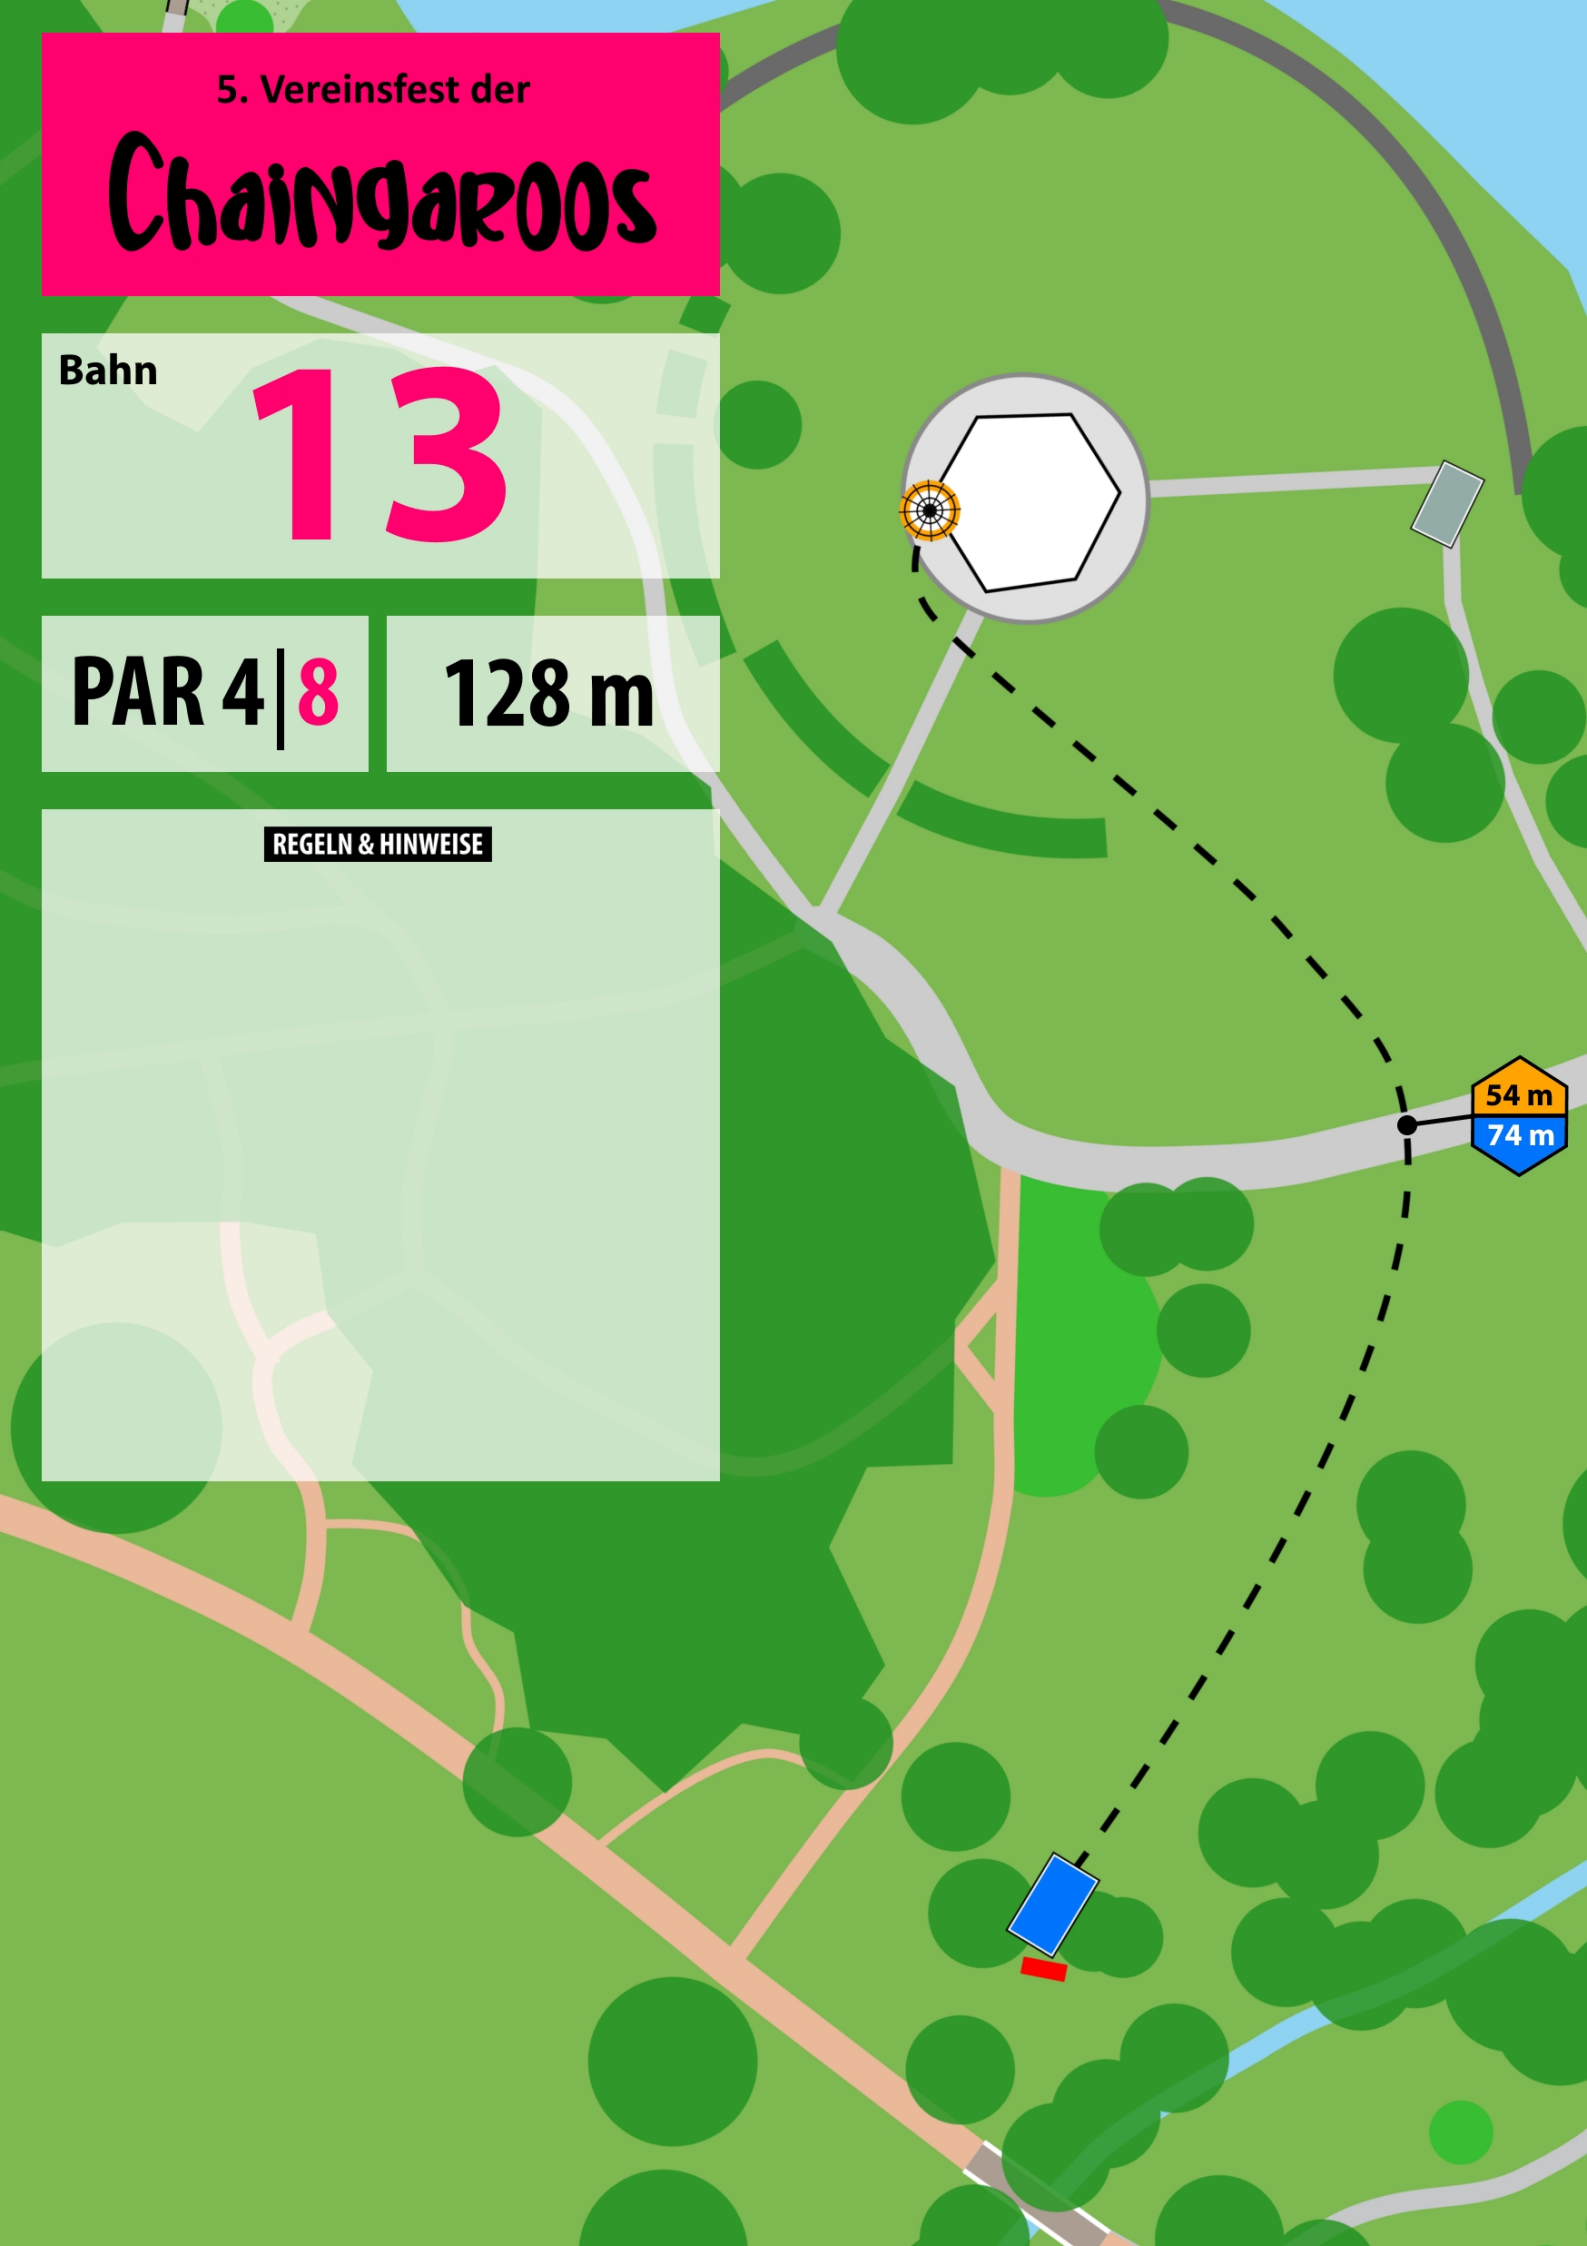 5. Vereinsfest der
Chaingaroos
Bahn
13
PAR 4|8
128 m
REGELN & HINWEISE
54 m
74 m